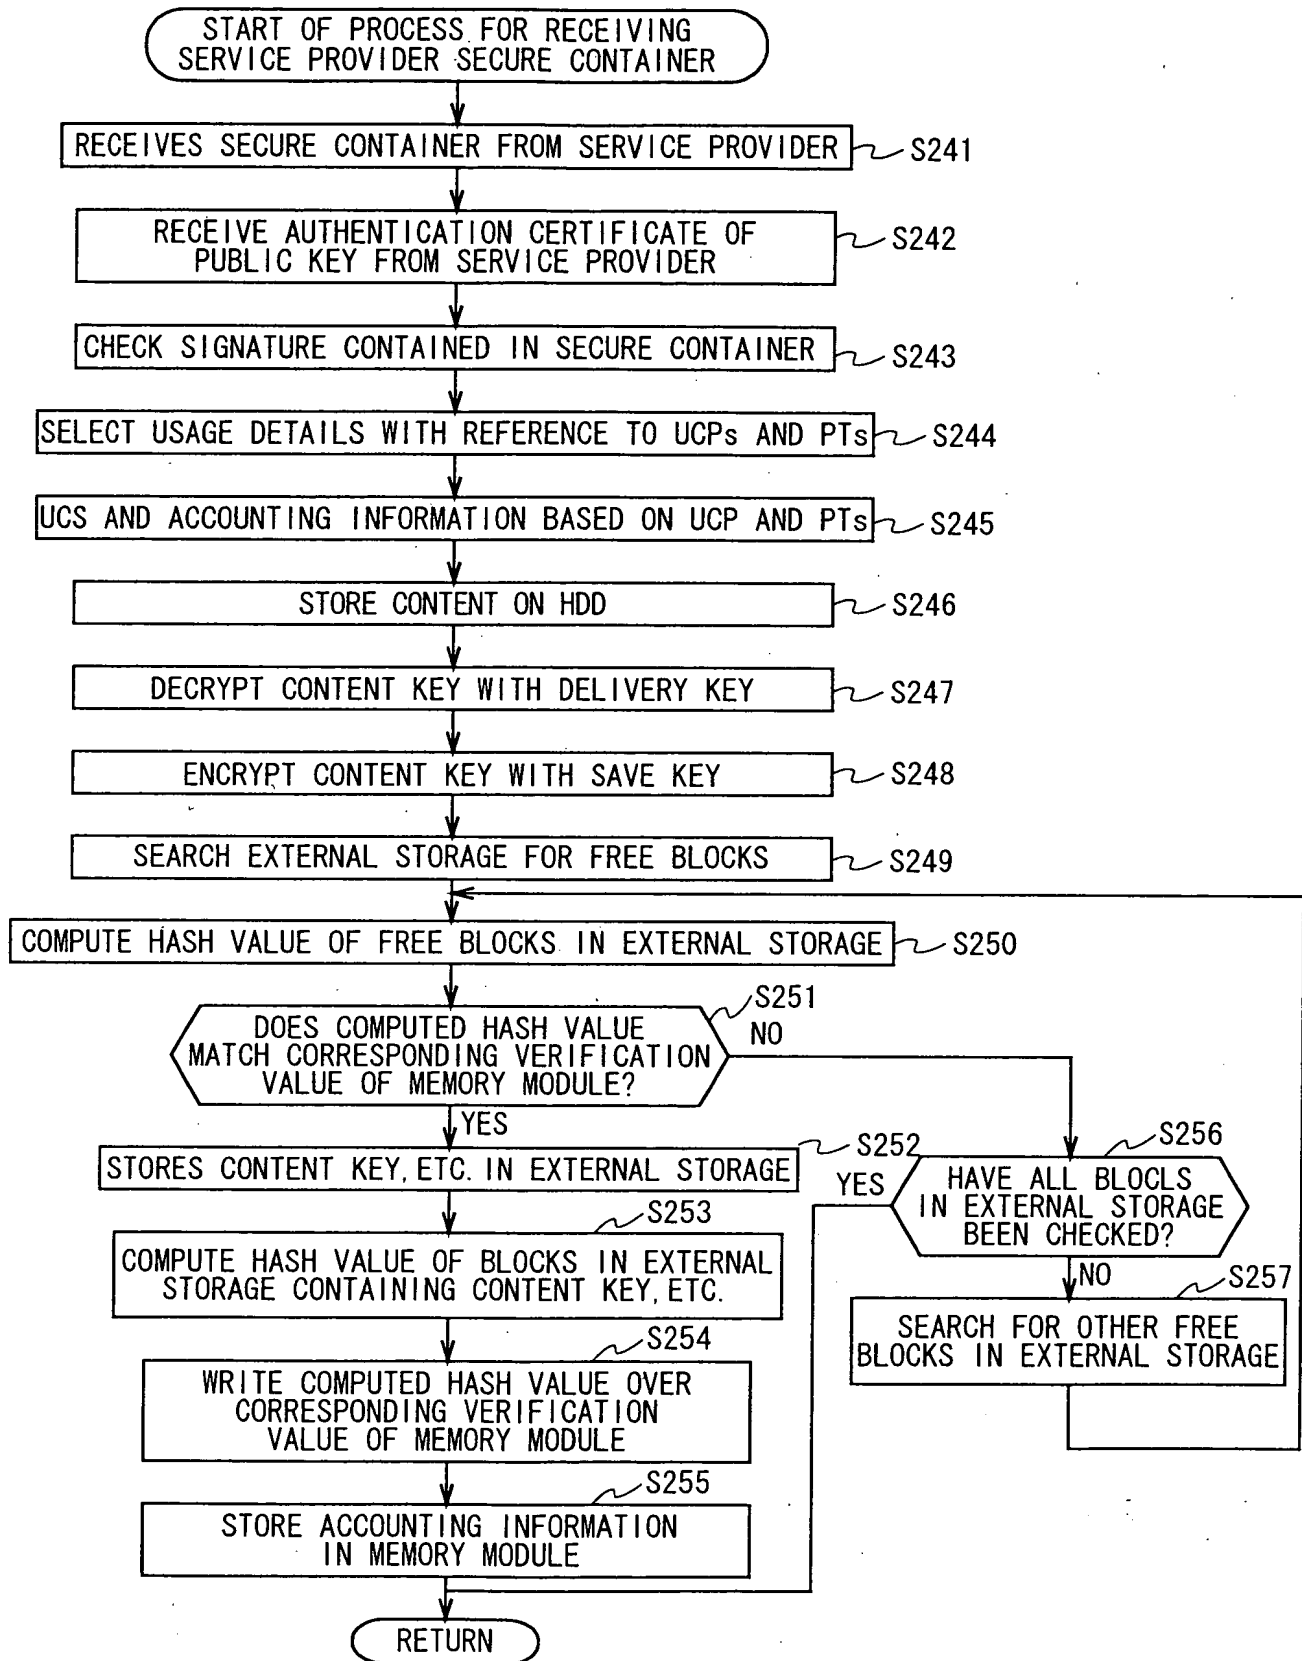 START OF PROCESS FOR RECEIVING
SERVICE PROVIDER SECURE CONTAINER
RECEIVES SECURE CONTAINER FROM SERVICE PROVIDER
S241
RECEIVE AUTHENTICATION CERTIFICATE OF
PUBLIC KEY FROM SERVICE PROVIDER
S242
CHECK SIGNATURE CONTAINED IN SECURE CONTAINER
S243
SELECT USAGE DETAILS WITH REFERENCE TO UCPs AND PTs
S244
UCS AND ACCOUNTING INFORMATION BASED ON UCP AND PTs
S245
STORE CONTENT ON HDD
S246
DECRYPT CONTENT KEY WITH DELIVERY KEY
S247
ENCRYPT CONTENT KEY WITH SAVE KEY
S248
SEARCH EXTERNAL STORAGE FOR FREE BLOCKS
S249
COMPUTE HASH VALUE OF FREE BLOCKS IN EXTERNAL STORAGE
S250
S251
DOES COMPUTED HASH VALUE
MATCH CORRESPONDING VERIFICATION
VALUE OF MEMORY MODULE?
NO
YES
S252
STORES CONTENT KEY, ETC. IN EXTERNAL STORAGE
S253
COMPUTE HASH VALUE OF BLOCKS IN EXTERNAL
STORAGE CONTAINING CONTENT KEY, ETC.
S254
WRITE COMPUTED HASH VALUE OVER
CORRESPONDING VERIFICATION
VALUE OF MEMORY MODULE
S255
STORE ACCOUNTING INFORMATION
IN MEMORY MODULE
S256
YES
HAVE ALL BLOCLS
IN EXTERNAL STORAGE
BEEN CHECKED?
NO
S257
SEARCH FOR OTHER FREE
BLOCKS IN EXTERNAL STORAGE
RETURN